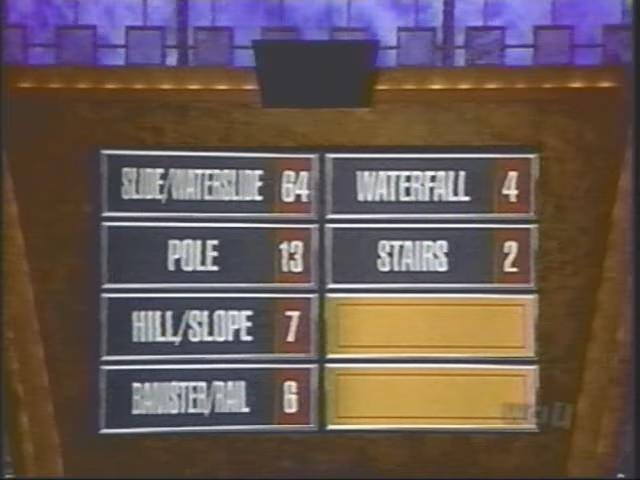 SLIDE/WATERSLIDE 64
POLE 13
HILL/SLOPE 7
BANISTER/RAIL 6
WATERFALL 4
STAIRS 2